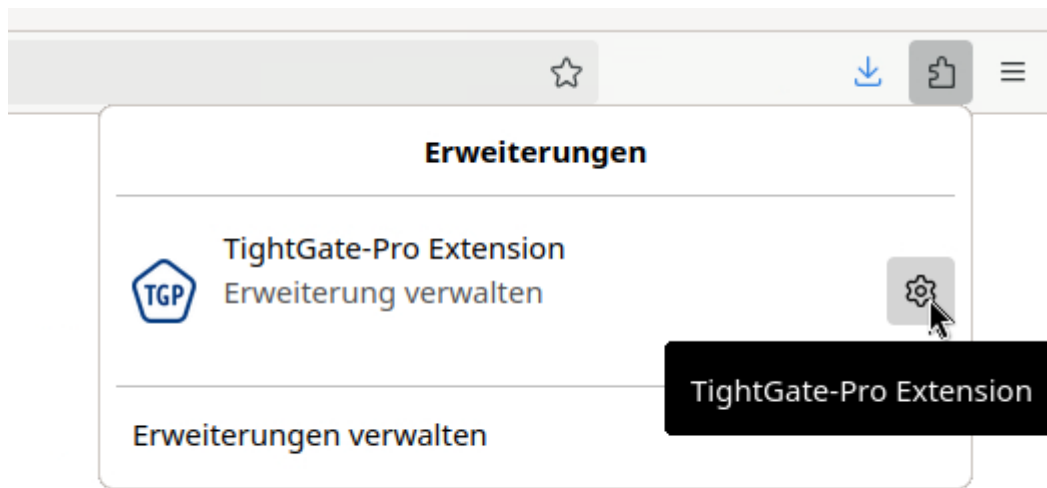 Erweiterungen
TGP
TightGate-Pro Extension
Erweiterung verwalten
TightGate-Pro Extension
Erweiterungen verwalten